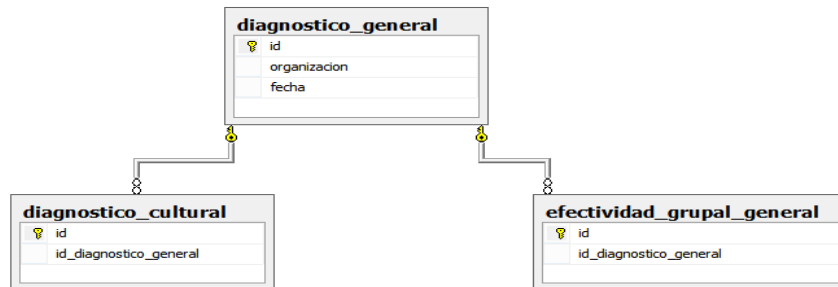 diagnostico_general
id
organizacion
fecha
diagnostico_cultural
id
id_diagnostico_general
efectividad_grupal_general
id
id_diagnostico_general